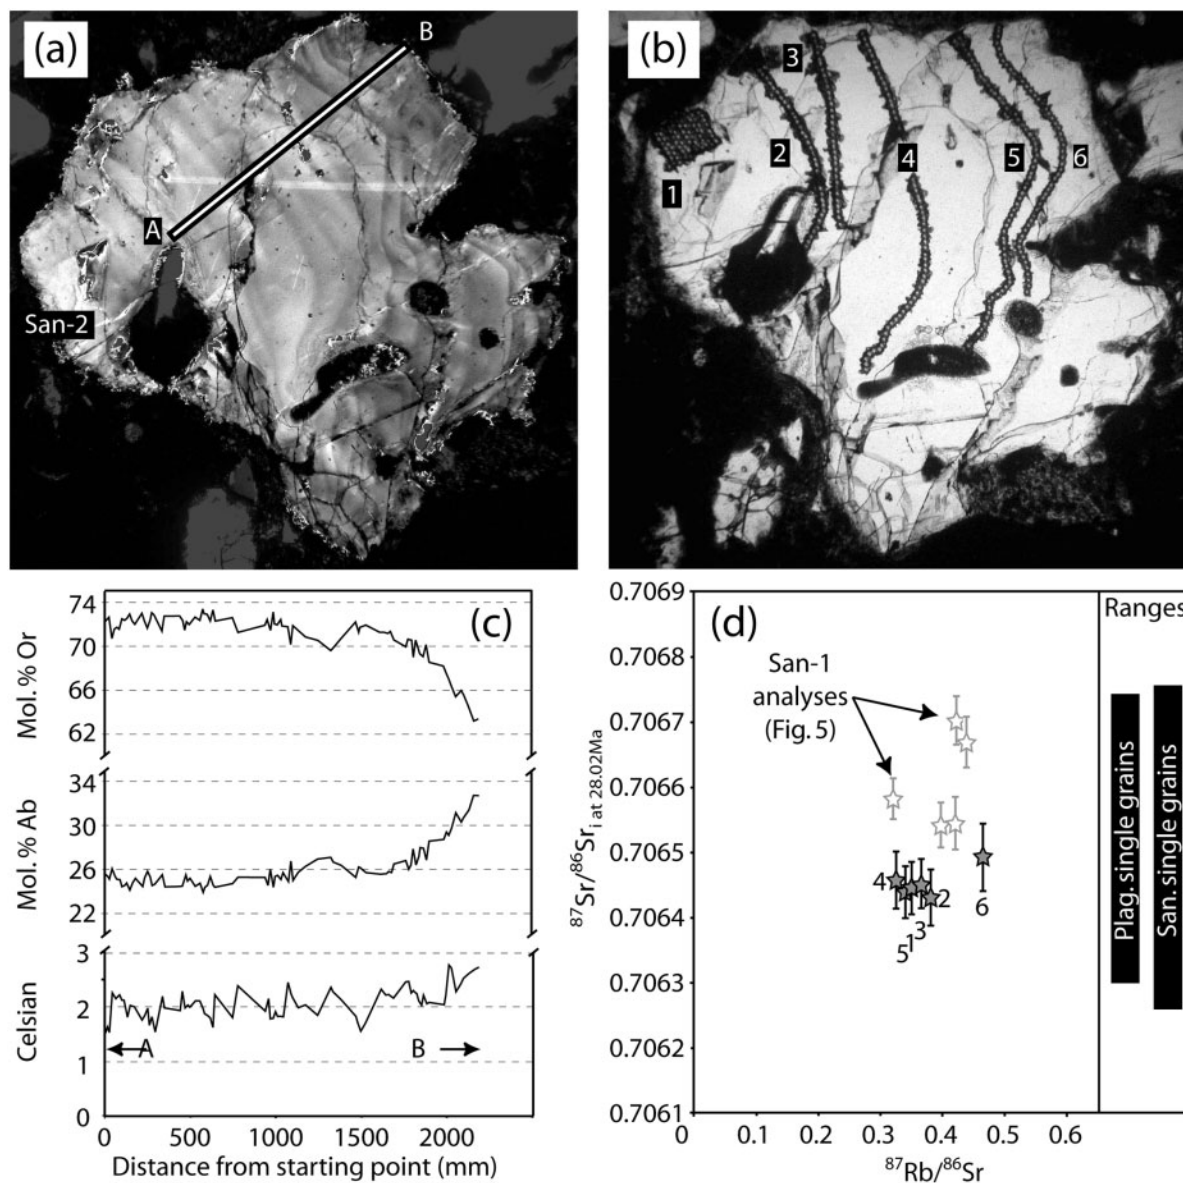 (a)
B
A
San-2
(b)
3
2
1
4
5
6
(c)
74
70
66
62
Mol. % Or
34
30
26
22
Mol. % Ab
3
2
1
0
Celsian
A
B
0
500
1000
1500
2000
Distance from starting point (mm)
(d)
0.7069
0.7068
0.7067
0.7066
0.7065
0.7064
0.7063
0.7062
0.7061
⁸⁷Sr/⁸⁶Sr i at 28.02Ma
San-1
analyses
(Fig. 5)
4
5
1
3
2
6
0
0.1
0.2
0.3
0.4
0.5
0.6
⁸⁷Rb/⁸⁶Sr
Ranges
Plag. single grains
San. single grains